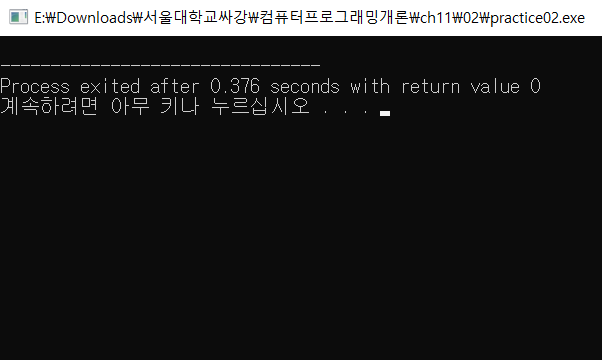 E:₩Downloads₩서울대학교싸강₩컴퓨터프로그래밍개론₩ch11₩02₩practice02.exe
--------------------------------
Process exited after 0.376 seconds with return value 0
계속하려면 아무 키나 누르십시오 . . .